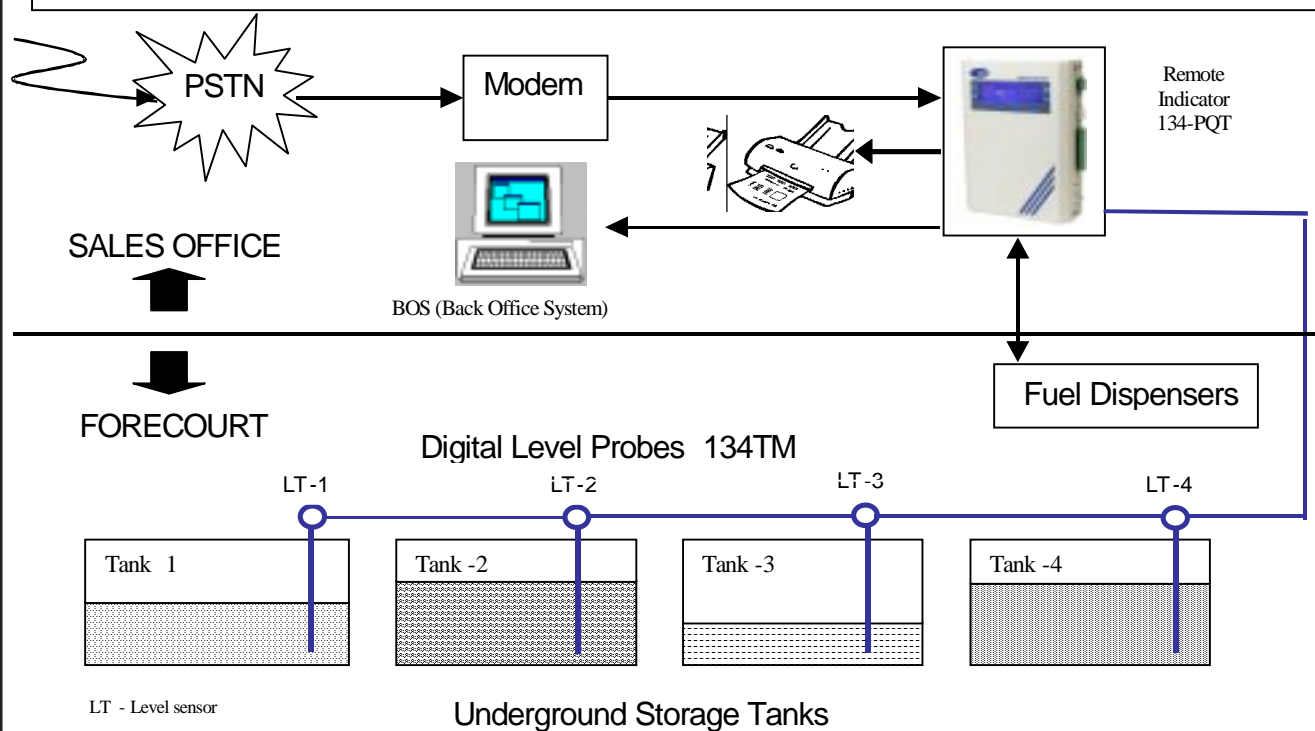 PSTN
Modem
Remote
Indicator
134-PQT
SALES OFFICE
BOS (Back Office System)
Fuel Dispensers
FORECOURT
Digital Level Probes 134TM
LT-1
LT-2
LT-3
LT-4
Tank 1
Tank -2
Tank -3
Tank -4
LT - Level sensor
Underground Storage Tanks